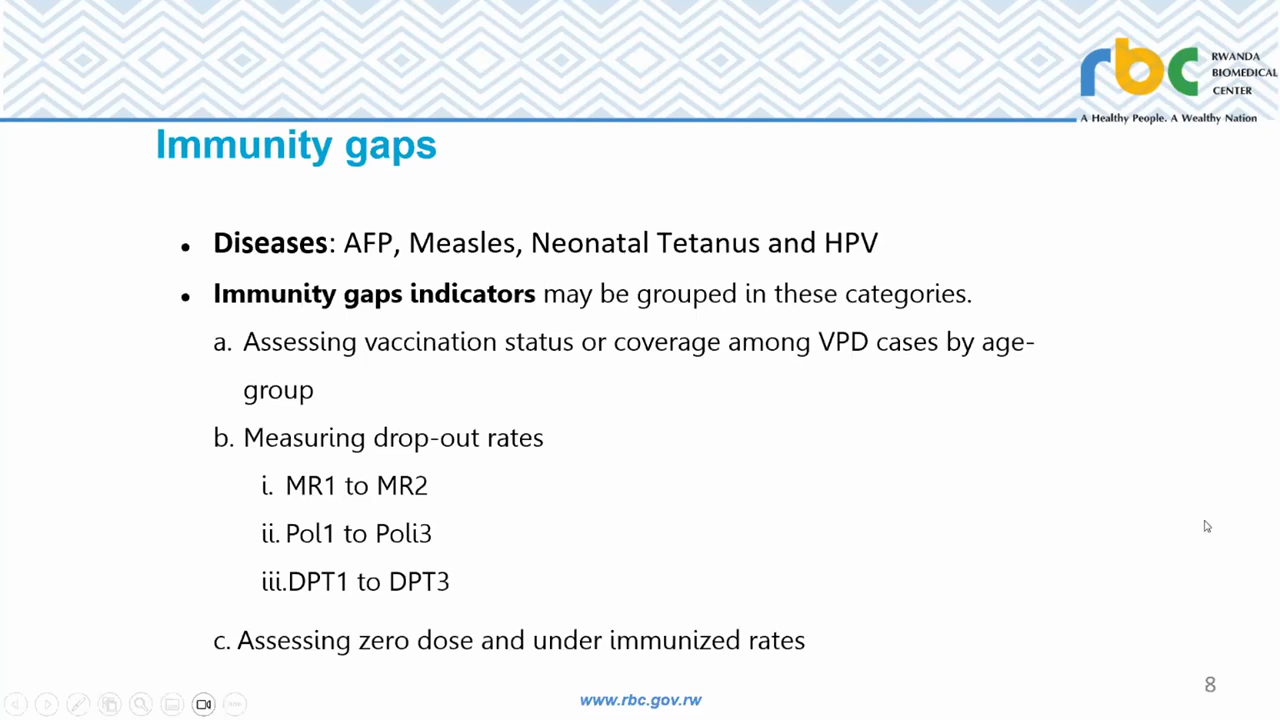 rbc
RWANDA
BIOMEDICAL
CENTER
A Healthy People. A Wealthy Nation
Immunity gaps
• Diseases: AFP, Measles, Neonatal Tetanus and HPV
• Immunity gaps indicators may be grouped in these categories.
a. Assessing vaccination status or coverage among VPD cases by age-
group
b. Measuring drop-out rates
i. MR1 to MR2
ii. Pol1 to Poli3
iii.DPT1 to DPT3
c. Assessing zero dose and under immunized rates
www.rbc.gov.rw
8